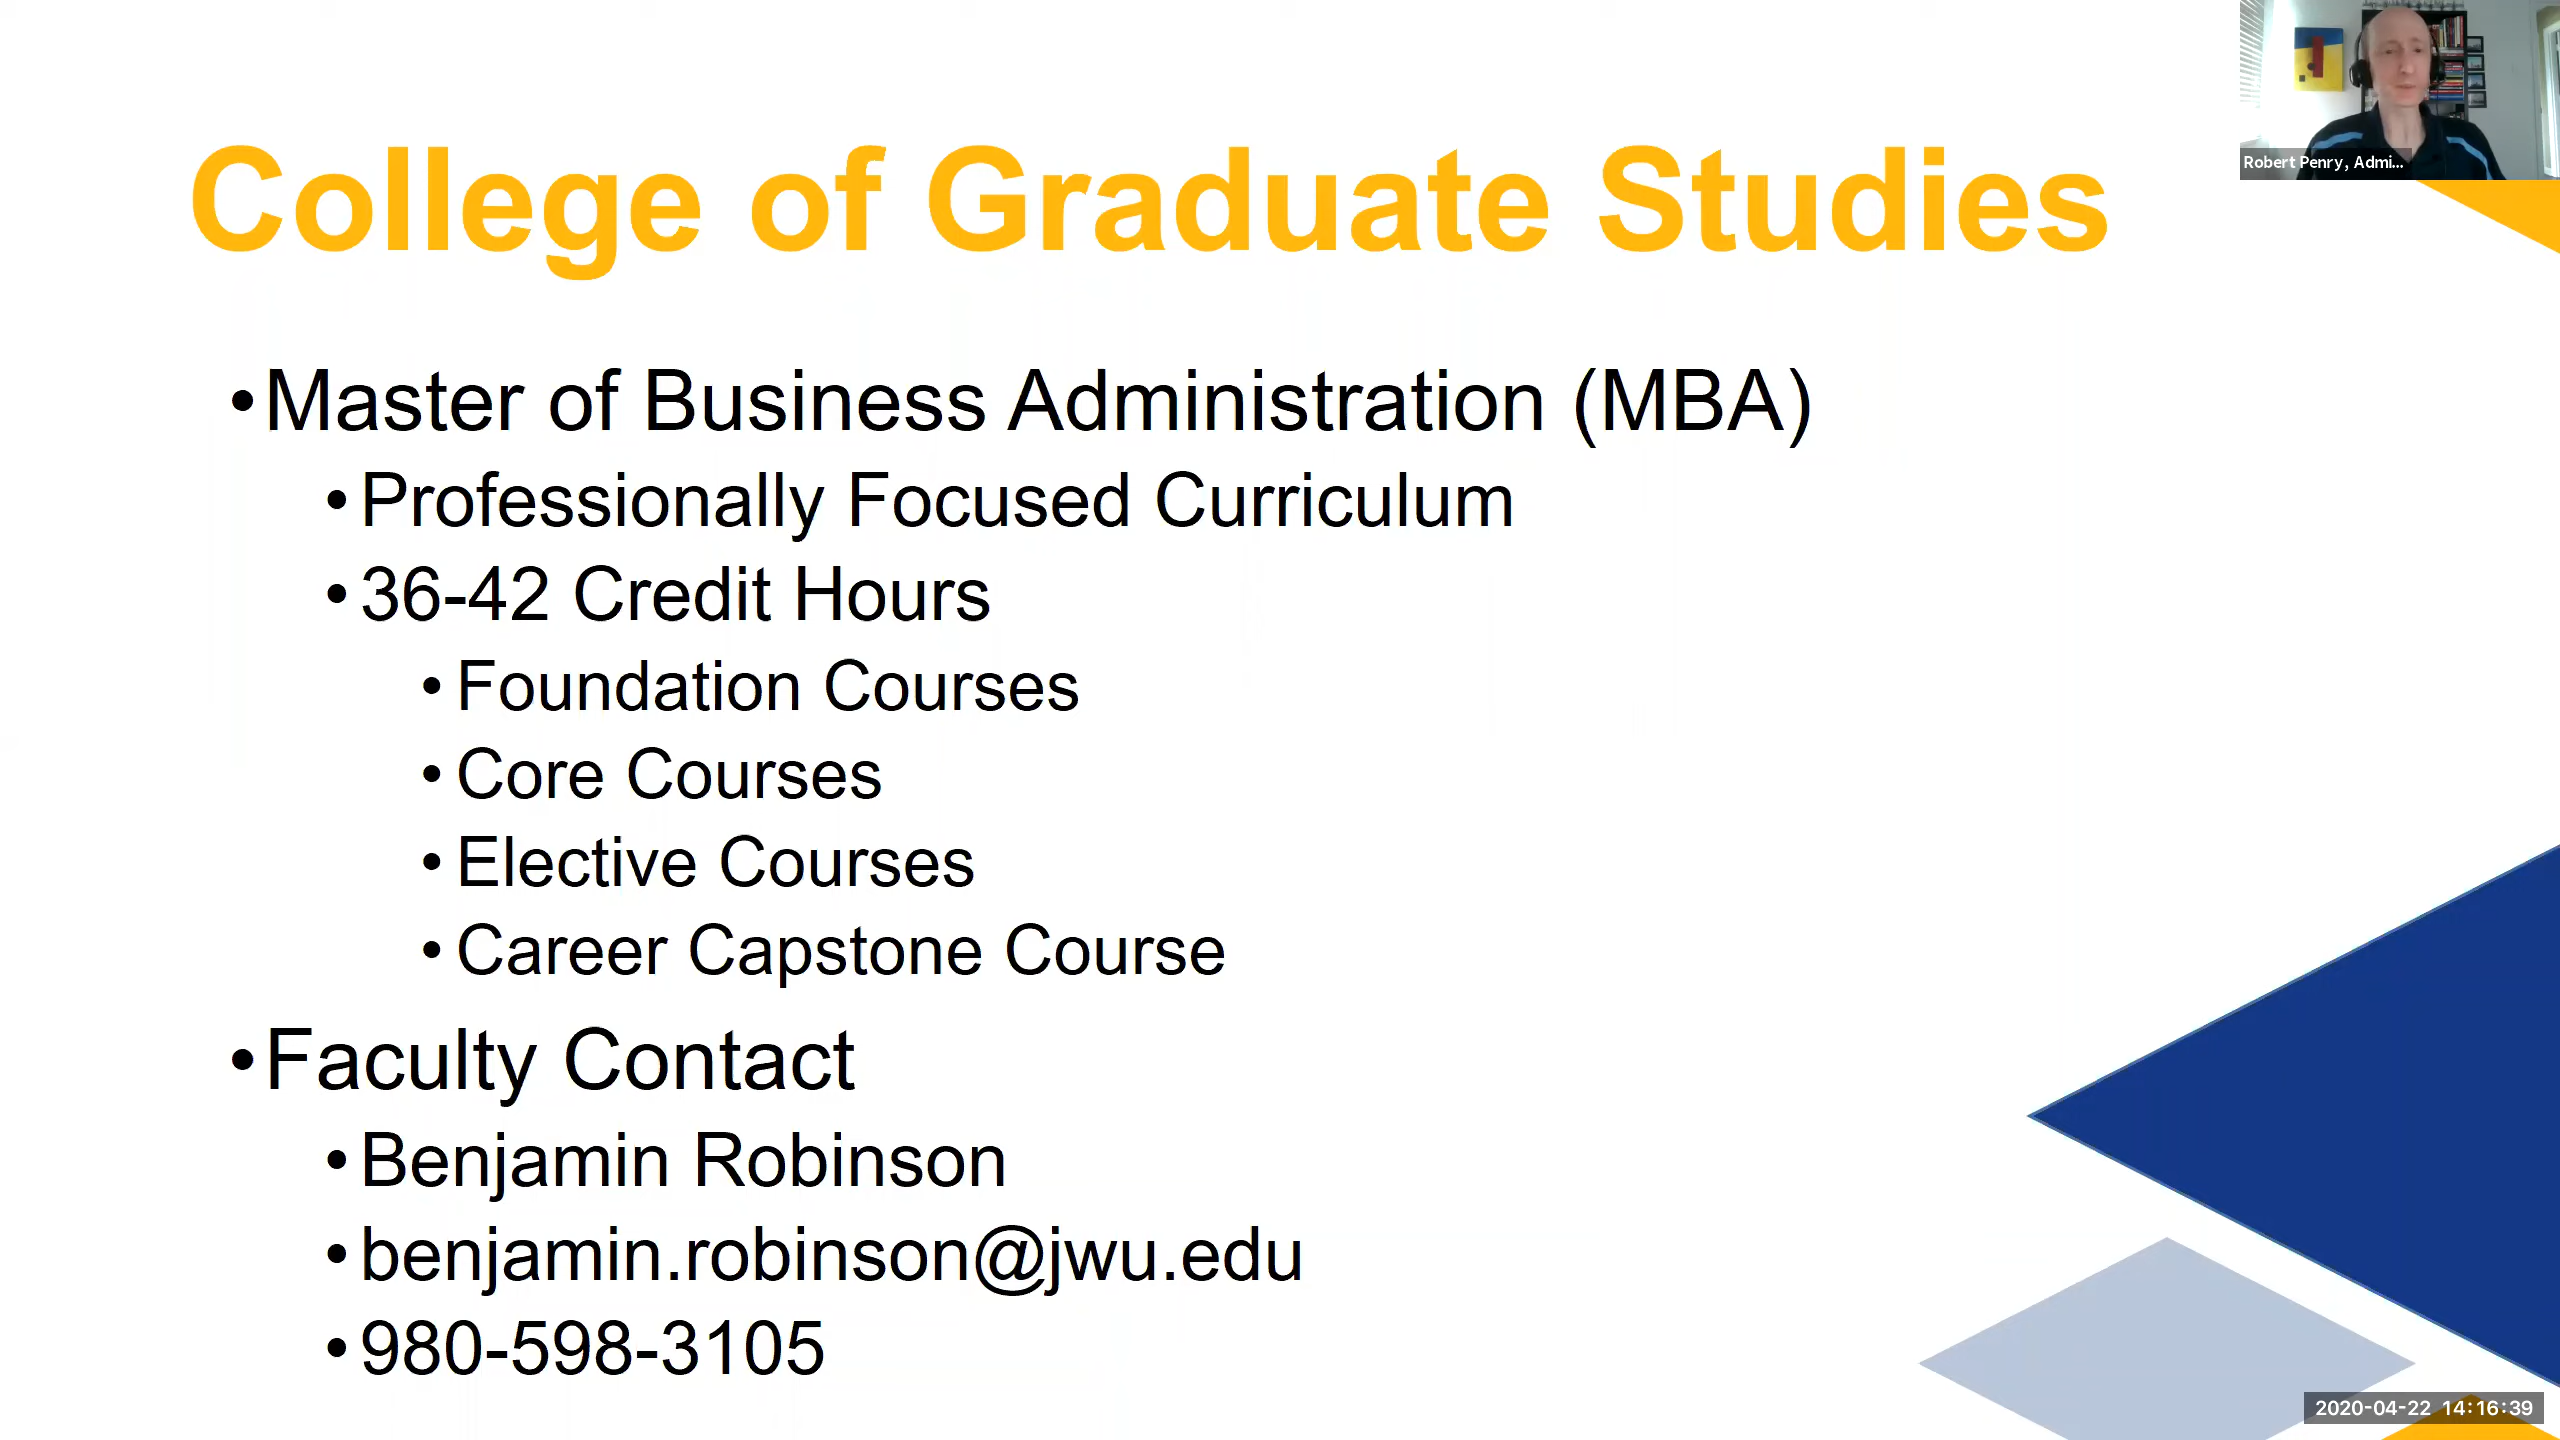 Robert Penry, Admi...
College of Graduate Studies
•Master of Business Administration (MBA)
•Professionally Focused Curriculum
•36-42 Credit Hours
•Foundation Courses
•Core Courses
•Elective Courses
•Career Capstone Course
•Faculty Contact
•Benjamin Robinson
•benjamin.robinson@jwu.edu
•980-598-3105
2020-04-22 14:16:39